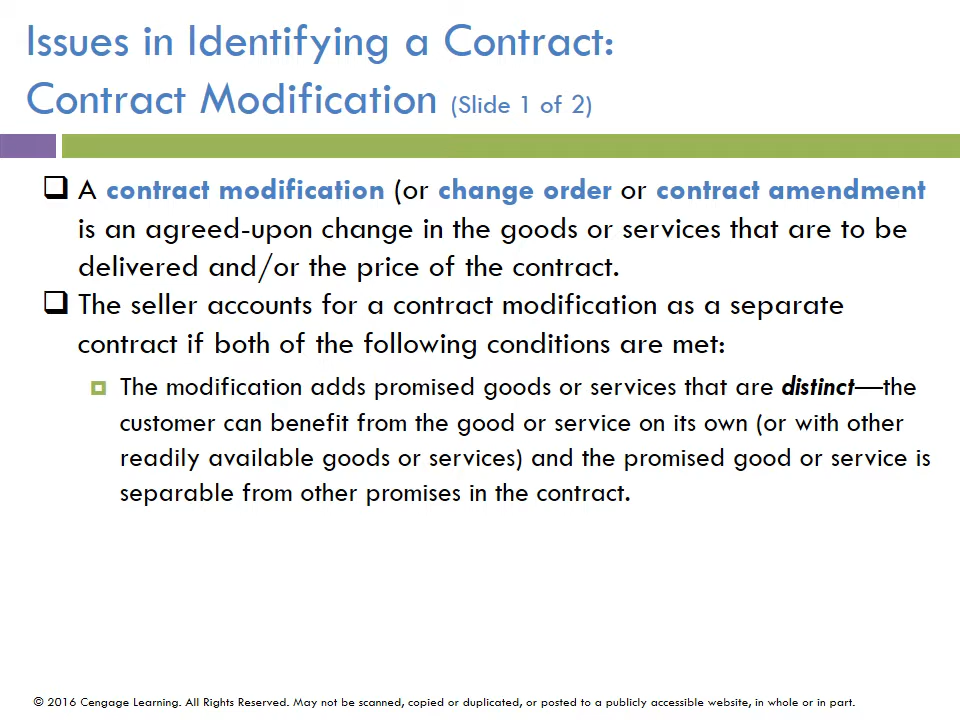 Issues in Identifying a Contract:
Contract Modification (Slide 1 of 2)
A contract modification (or change order or contract amendment
is an agreed-upon change in the goods or services that are to be
delivered and/or the price of the contract.
The seller accounts for a contract modification as a separate
contract if both of the following conditions are met:
The modification adds promised goods or services that are distinct—the
customer can benefit from the good or service on its own (or with other
readily available goods or services) and the promised good or service is
separable from other promises in the contract.
© 2016 Cengage Learning. All Rights Reserved. May not be scanned, copied or duplicated, or posted to a publicly accessible website, in whole or in part.